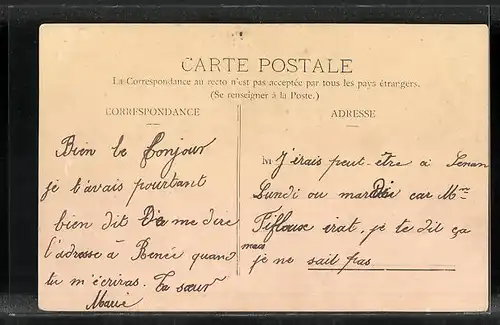 CARTE POSTALE
La Correspondance au recto n'est pas acceptée par tous les pays étrangers.
(Se renseigner à la Poste.)
CORRESPONDANCE
Bien le Bonjour
je t'avais pourtant
bien dit De me dire
l'adresse à Renée quand
tu m'écriras. Ta sœur
Marie
ADRESSE
M j'irais peut-être à Senan
Lundi ou mardi car Mme
Tifloux irat, je te dit ça
mais
je ne sait pas